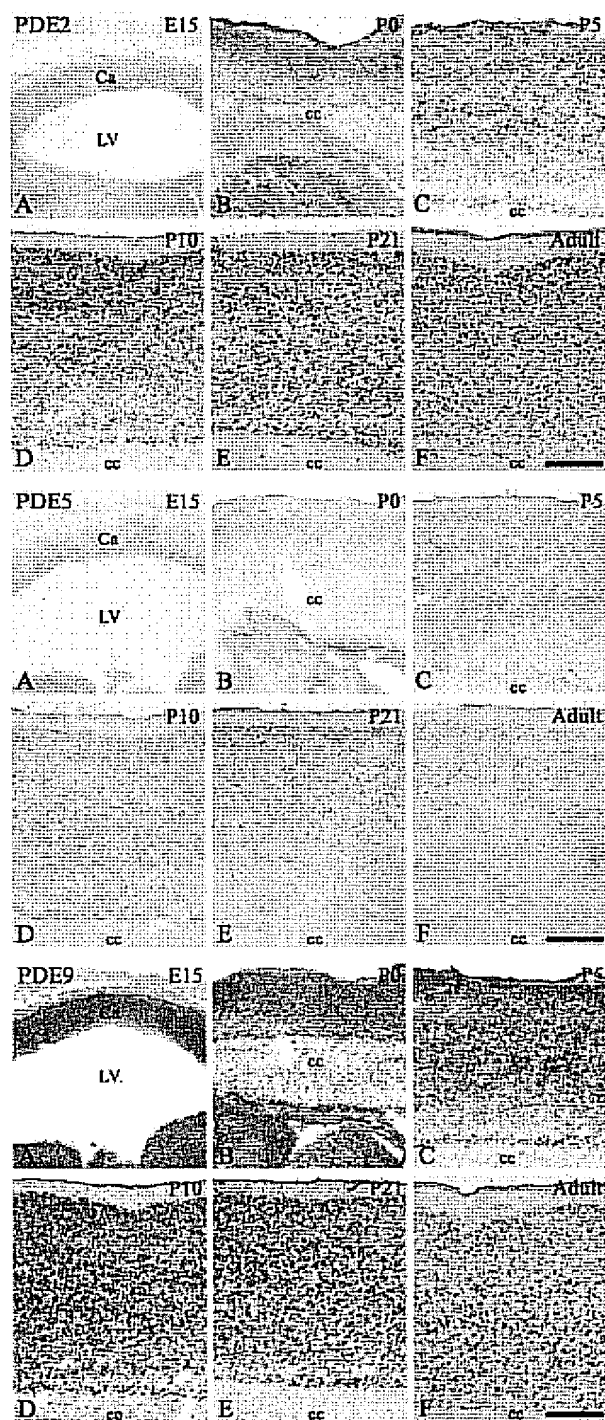 PDE2 E15 P0 P5
Ca
cc
LV
A B C cc
P10 P21 Adult
D cc E cc F cc
PDE5 E15 P0 P5
Ca
cc
LV
A B C cc
P10 P21 Adult
D cc E cc F cc
PDE9 E15 P0 P5
Ca
cc
LV
A B C cc
P10 P21 Adult
D cc E cc F cc